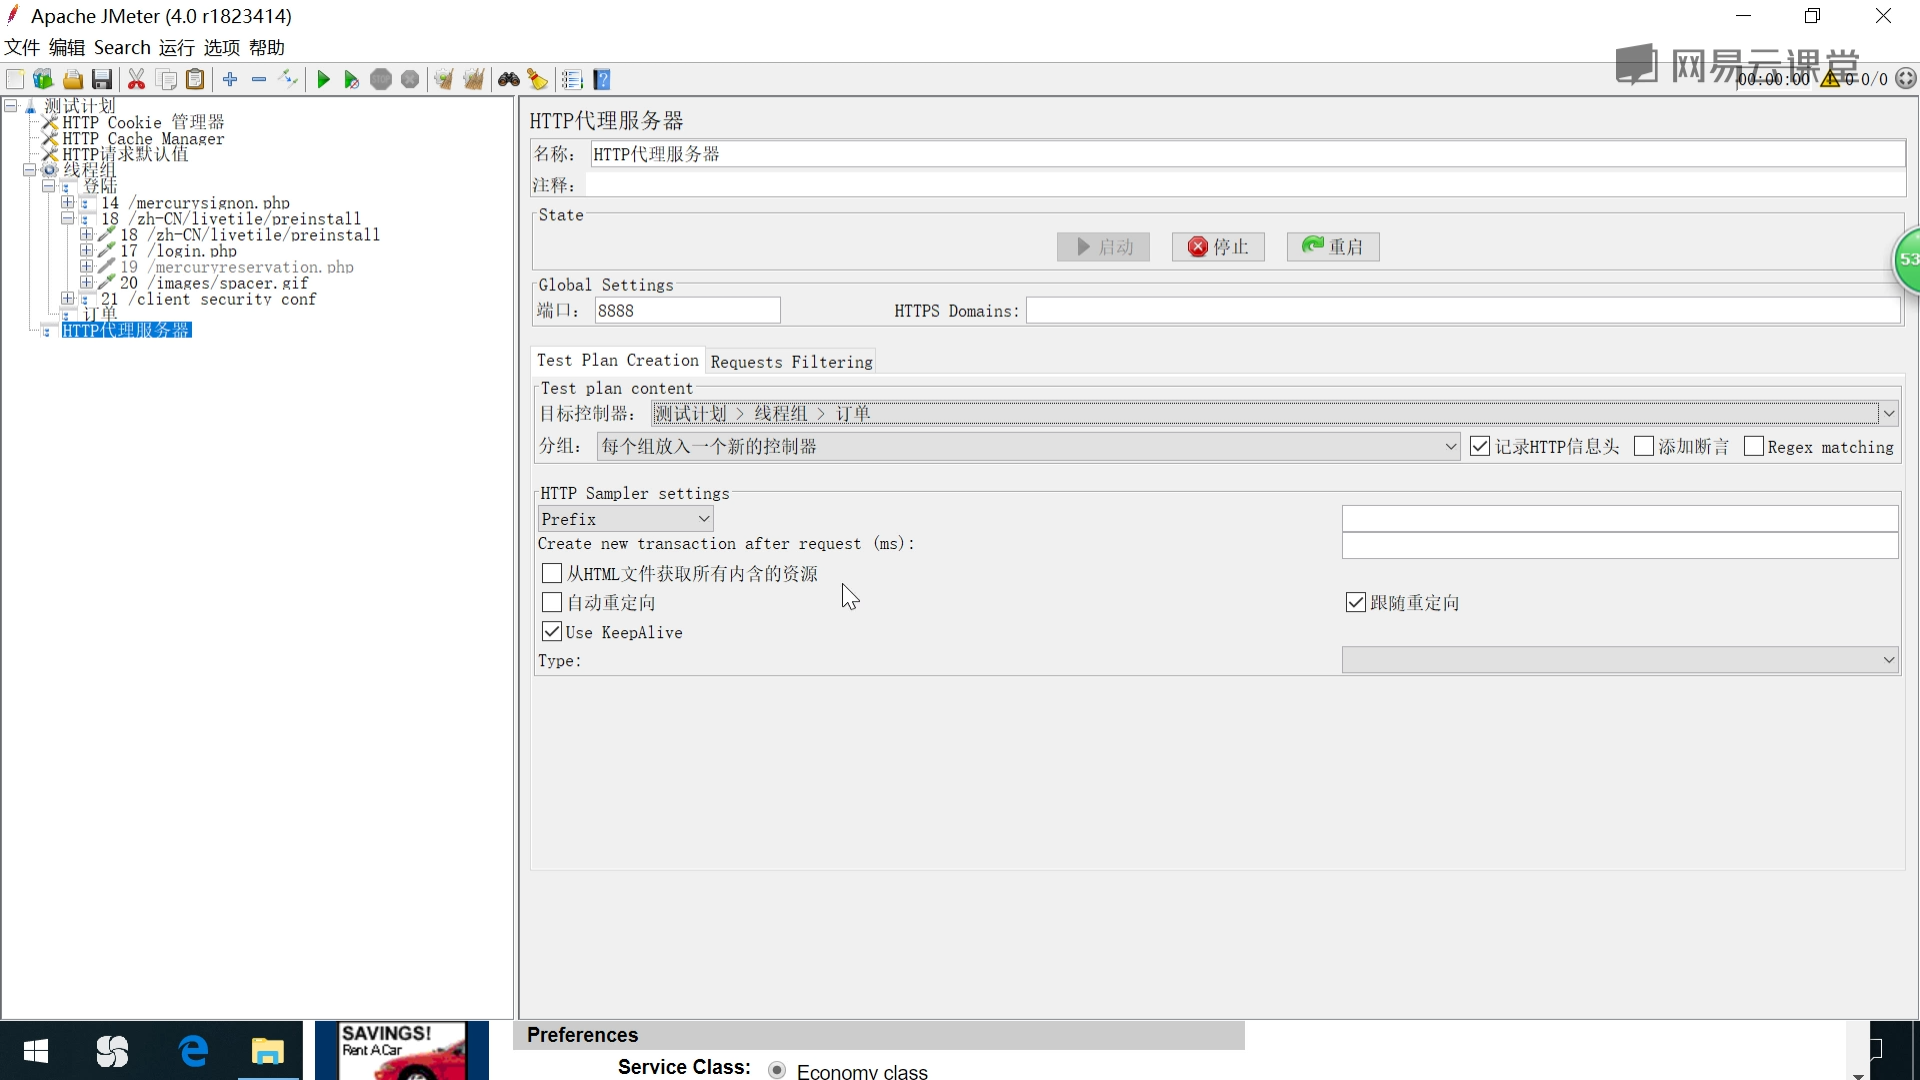 Apache JMeter (4.0 r1823414)
文件 编辑 Search 运行 选项 帮助
网易云课堂
00:00:00 0 0/0
测试计划
HTTP Cookie 管理器
HTTP Cache Manager
HTTP请求默认值
线程组
登陆
14 /mercurysignon.php
18 /zh-CN/livetile/preinstall
18 /zh-CN/livetile/preinstall
17 /login.php
19 /mercuryreservation.php
20 /images/spacer.gif
21 /client security conf
订单
HTTP代理服务器
HTTP代理服务器
名称: HTTP代理服务器
注释:
State
启动 停止 重启
53
Global Settings
端口: 8888 HTTPS Domains:
Test Plan Creation Requests Filtering
Test plan content
目标控制器: 测试计划 > 线程组 > 订单
分组: 每个组放入一个新的控制器 记录HTTP信息头 添加断言 Regex matching
HTTP Sampler settings
Prefix
Create new transaction after request (ms):
从HTML文件获取所有内含的资源
自动重定向 跟随重定向
Use KeepAlive
Type:
SAVINGS!
Rent A Car
Preferences
Service Class: Economy class